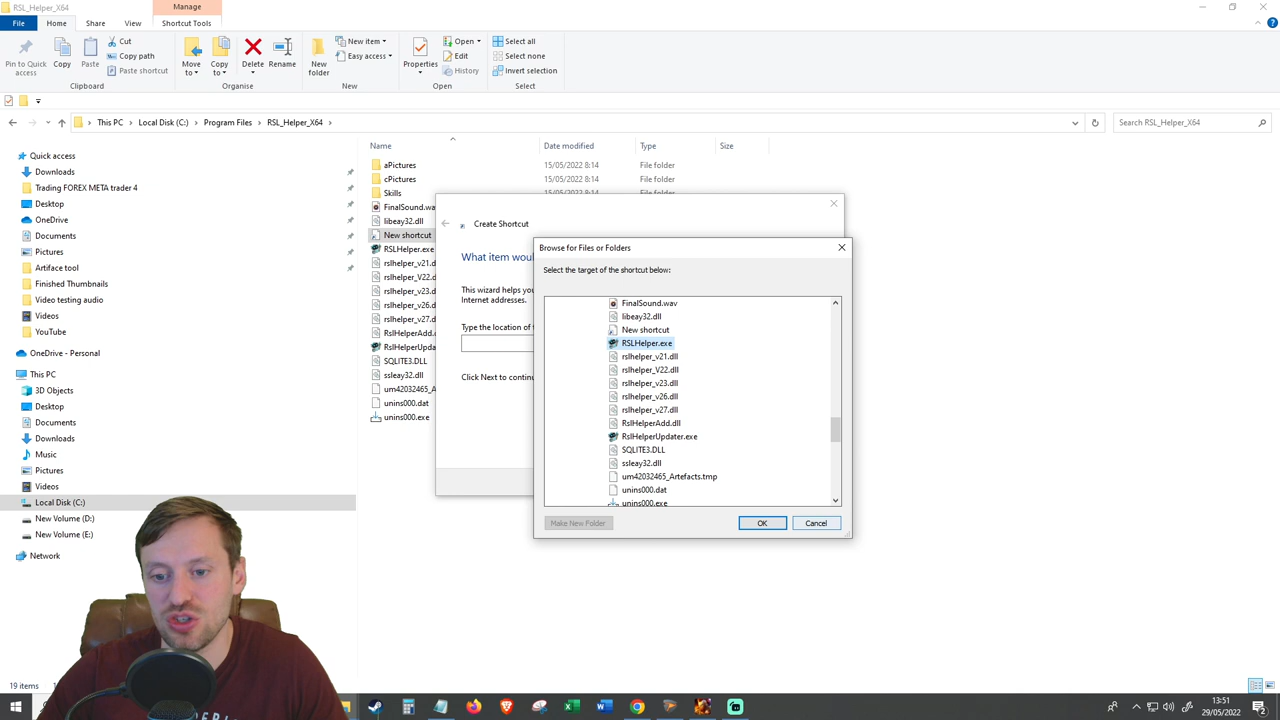 RSL_Helper_X64
Manage
File
Home
Share
View
Shortcut Tools
Pin to Quick access
Copy
Paste
Cut
Copy path
Paste shortcut
Clipboard
Move to
Copy to
Delete
Rename
Organise
New folder
New item
Easy access
New
Properties
Open
Edit
History
Open
Select all
Select none
Invert selection
Select
This PC
Local Disk (C:)
Program Files
RSL_Helper_X64
Search RSL_Helper_X64
Name
Date modified
Type
Size
Quick access
Downloads
Trading FOREX META trader 4
Desktop
OneDrive
Documents
Pictures
Artiface tool
Finished Thumbnails
Video testing audio
Videos
YouTube
OneDrive - Personal
This PC
3D Objects
Desktop
Documents
Downloads
Music
Pictures
Videos
Local Disk (C:)
New Volume (D:)
New Volume (E:)
Network
aPictures 15/05/2022 8:14 File folder
cPictures 15/05/2022 8:14 File folder
Skills 15/05/2022 8:14 File folder
FinalSound.wa
libeay32.dll
New shortcut
RSLHelper.exe
rslhelper_v21.d
rslhelper_V22.d
rslhelper_v23.d
rslhelper_v26.d
rslhelper_v27.d
RslHelperAdd.d
RslHelperUpda
SQLITE3.DLL
ssleay32.dll
um42032465_A
unins000.dat
unins000.exe
Create Shortcut
What item wou
This wizard helps yo
Internet addresses.
Type the location of t
Click Next to continu
Browse for Files or Folders
Select the target of the shortcut below:
FinalSound.wav
libeay32.dll
New shortcut
RSLHelper.exe
rslhelper_v21.dll
rslhelper_V22.dll
rslhelper_v23.dll
rslhelper_v26.dll
rslhelper_v27.dll
RslHelperAdd.dll
RslHelperUpdater.exe
SQLITE3.DLL
ssleay32.dll
um42032465_Artefacts.tmp
unins000.dat
unins000.exe
Make New Folder
OK
Cancel
19 items
13:51
29/05/2022